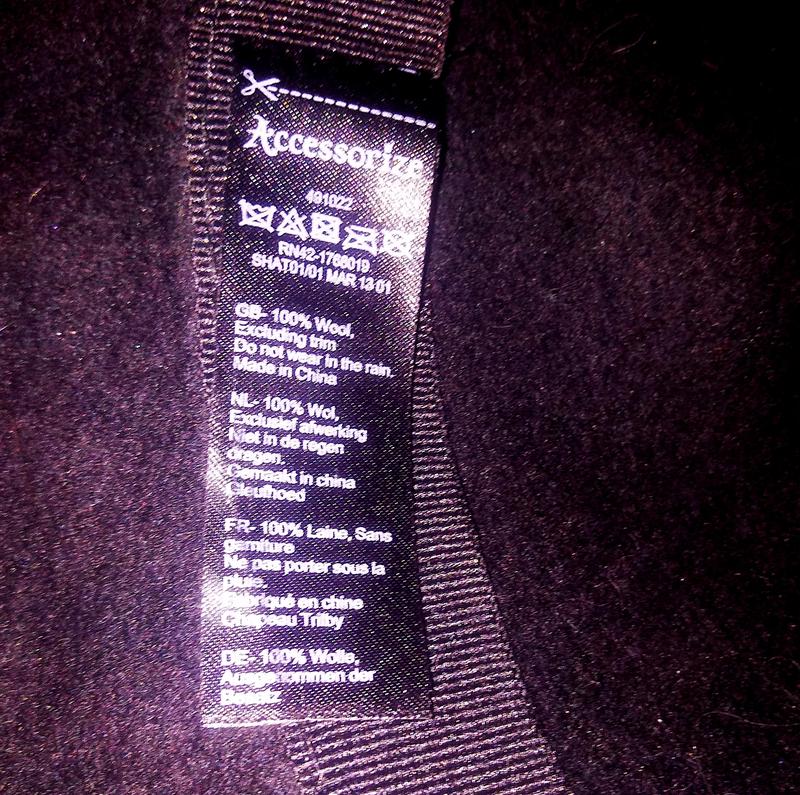 Accessorize
491022
RN42-1768019
SHAT01/01 MAR 13 01
GB- 100% Wool,
Excluding trim
Do not wear in the rain.
Made in China
NL- 100% Wol,
Exclusief afwerking
Niet in de regen
dragen.
Gemaakt in china
Gleufhoed
FR- 100% Laine, Sans
garniture
Ne pas porter sous la
pluie.
Fabriqué en chine
Chapeau Trilby
DE- 100% Wolle,
Ausgenommen der
Besatz